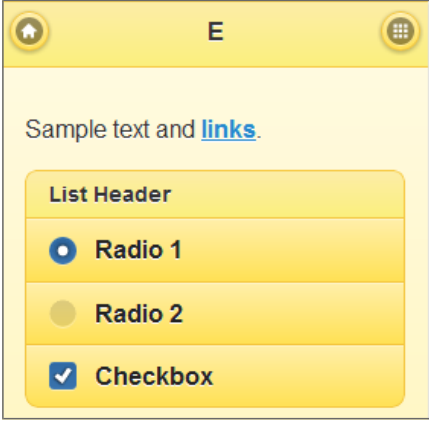 E
Sample text and links.
List Header
Radio 1
Radio 2
Checkbox